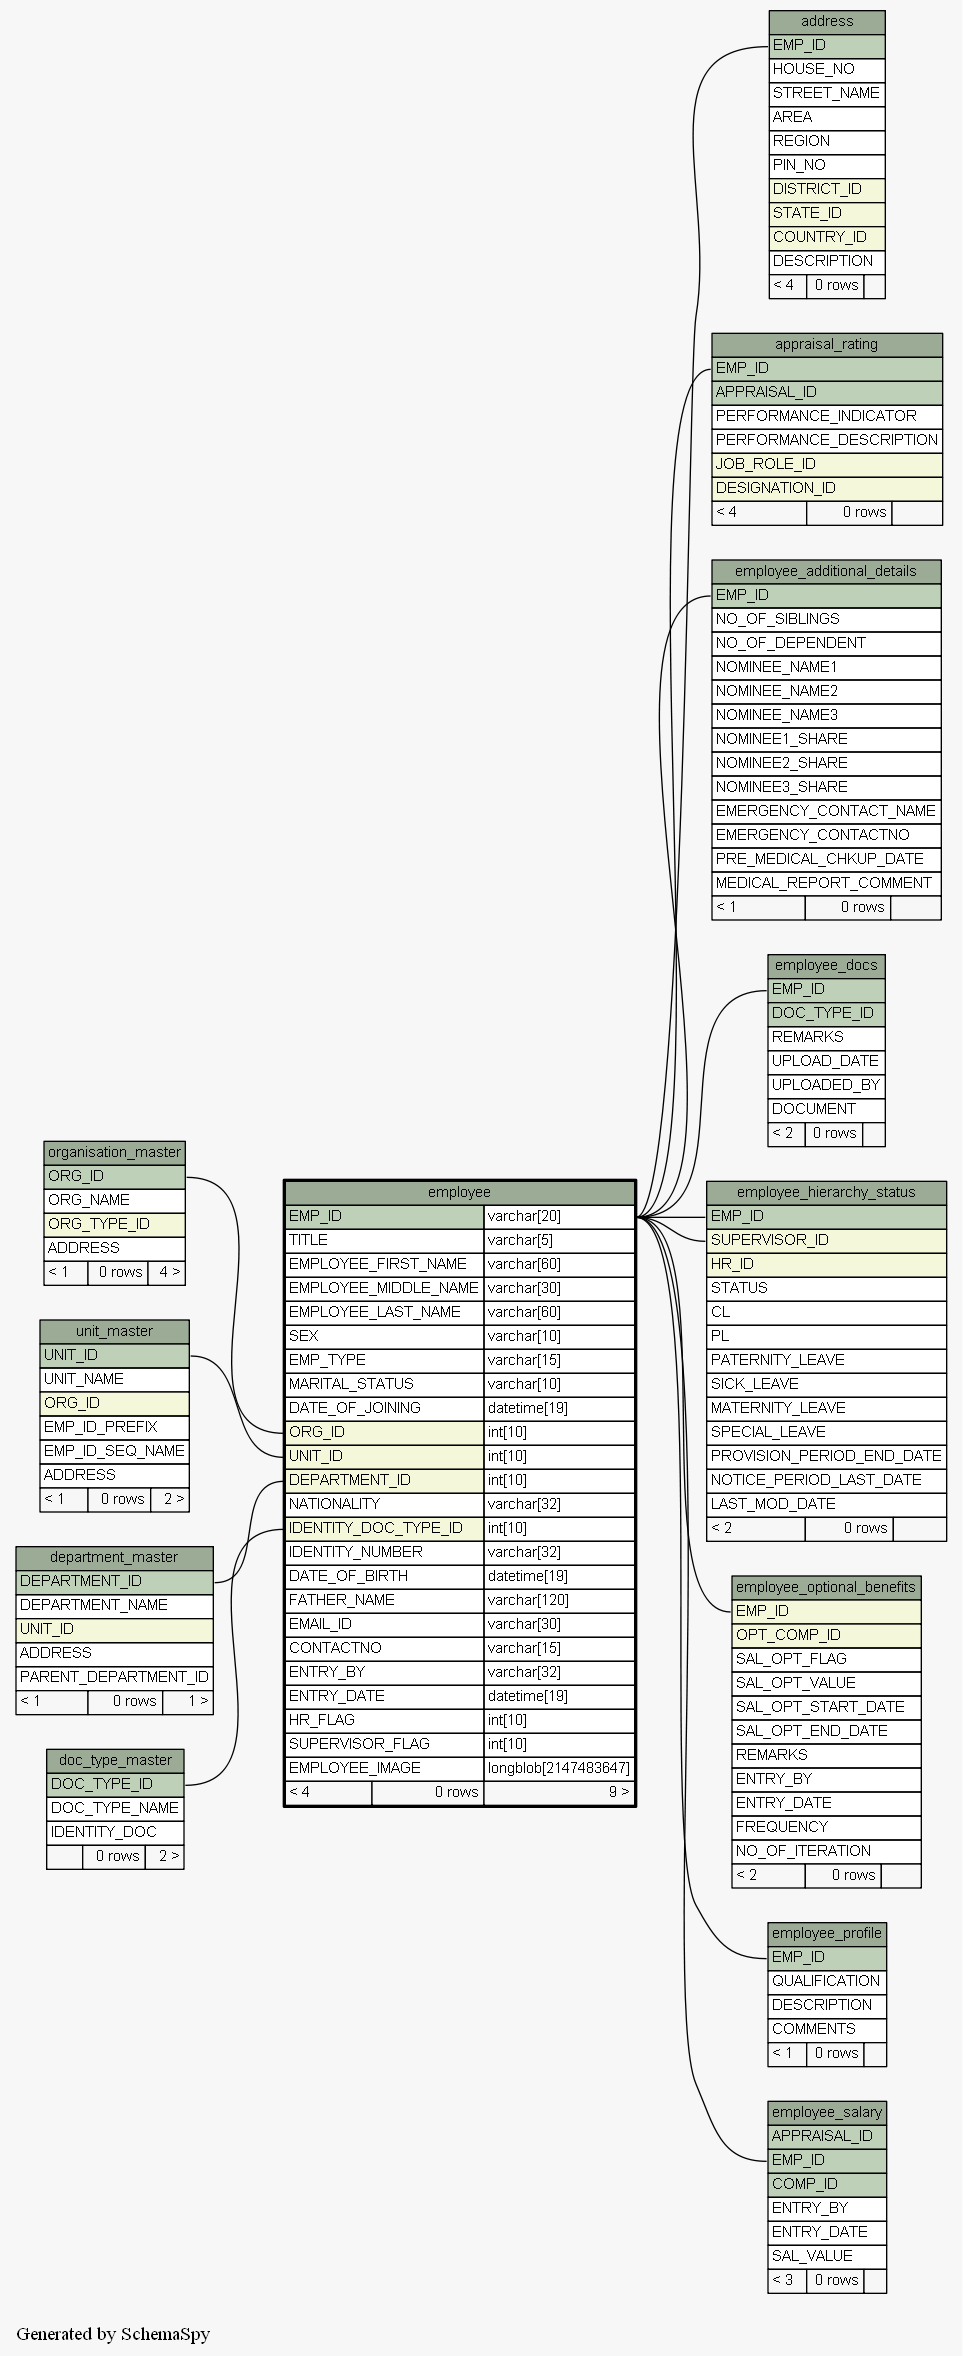 address
EMP_ID
HOUSE_NO
STREET_NAME
AREA
REGION
PIN_NO
DISTRICT_ID
STATE_ID
COUNTRY_ID
DESCRIPTION
< 4 0 rows
appraisal_rating
EMP_ID
APPRAISAL_ID
PERFORMANCE_INDICATOR
PERFORMANCE_DESCRIPTION
JOB_ROLE_ID
DESIGNATION_ID
< 4 0 rows
employee_additional_details
EMP_ID
NO_OF_SIBLINGS
NO_OF_DEPENDENT
NOMINEE_NAME1
NOMINEE_NAME2
NOMINEE_NAME3
NOMINEE1_SHARE
NOMINEE2_SHARE
NOMINEE3_SHARE
EMERGENCY_CONTACT_NAME
EMERGENCY_CONTACTNO
PRE_MEDICAL_CHKUP_DATE
MEDICAL_REPORT_COMMENT
< 1 0 rows
employee_docs
EMP_ID
DOC_TYPE_ID
REMARKS
UPLOAD_DATE
UPLOADED_BY
DOCUMENT
< 2 0 rows
organisation_master
ORG_ID
ORG_NAME
ORG_TYPE_ID
ADDRESS
< 1 0 rows 4 >
unit_master
UNIT_ID
UNIT_NAME
ORG_ID
EMP_ID_PREFIX
EMP_ID_SEQ_NAME
ADDRESS
< 1 0 rows 2 >
department_master
DEPARTMENT_ID
DEPARTMENT_NAME
UNIT_ID
ADDRESS
PARENT_DEPARTMENT_ID
< 1 0 rows 1 >
doc_type_master
DOC_TYPE_ID
DOC_TYPE_NAME
IDENTITY_DOC
0 rows 2 >
employee
EMP_ID varchar[20]
TITLE varchar[5]
EMPLOYEE_FIRST_NAME varchar[60]
EMPLOYEE_MIDDLE_NAME varchar[30]
EMPLOYEE_LAST_NAME varchar[60]
SEX varchar[10]
EMP_TYPE varchar[15]
MARITAL_STATUS varchar[10]
DATE_OF_JOINING datetime[19]
ORG_ID int[10]
UNIT_ID int[10]
DEPARTMENT_ID int[10]
NATIONALITY varchar[32]
IDENTITY_DOC_TYPE_ID int[10]
IDENTITY_NUMBER varchar[32]
DATE_OF_BIRTH datetime[19]
FATHER_NAME varchar[120]
EMAIL_ID varchar[30]
CONTACTNO varchar[15]
ENTRY_BY varchar[32]
ENTRY_DATE datetime[19]
HR_FLAG int[10]
SUPERVISOR_FLAG int[10]
EMPLOYEE_IMAGE longblob[2147483647]
< 4 0 rows 9 >
employee_hierarchy_status
EMP_ID
SUPERVISOR_ID
HR_ID
STATUS
CL
PL
PATERNITY_LEAVE
SICK_LEAVE
MATERNITY_LEAVE
SPECIAL_LEAVE
PROVISION_PERIOD_END_DATE
NOTICE_PERIOD_LAST_DATE
LAST_MOD_DATE
< 2 0 rows
employee_optional_benefits
EMP_ID
OPT_COMP_ID
SAL_OPT_FLAG
SAL_OPT_VALUE
SAL_OPT_START_DATE
SAL_OPT_END_DATE
REMARKS
ENTRY_BY
ENTRY_DATE
FREQUENCY
NO_OF_ITERATION
< 2 0 rows
employee_profile
EMP_ID
QUALIFICATION
DESCRIPTION
COMMENTS
< 1 0 rows
employee_salary
APPRAISAL_ID
EMP_ID
COMP_ID
ENTRY_BY
ENTRY_DATE
SAL_VALUE
< 3 0 rows
Generated by SchemaSpy